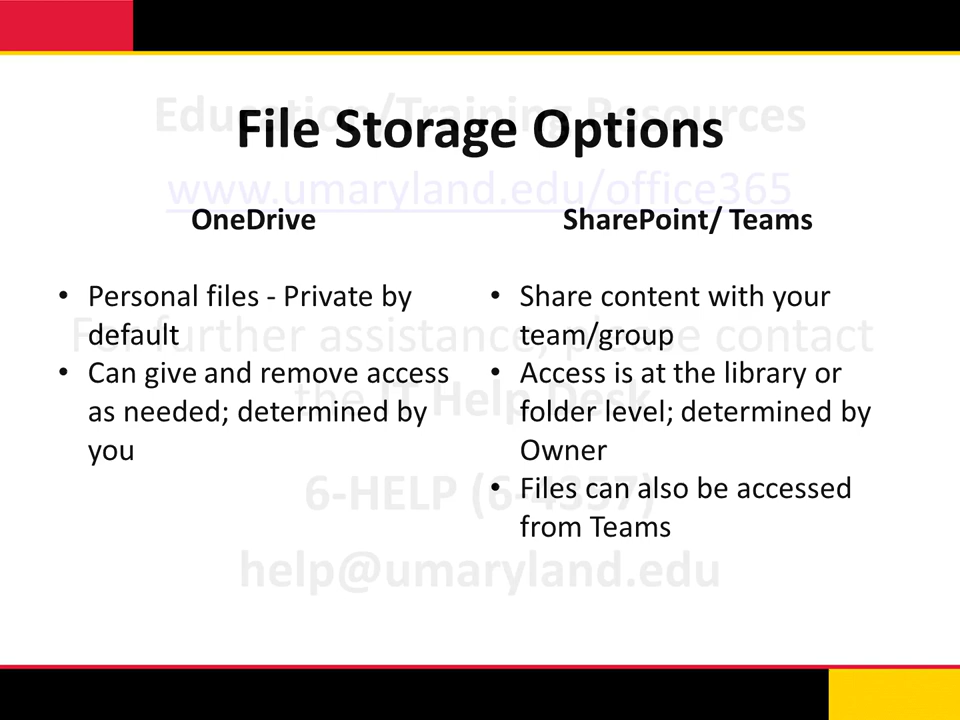 Education/Training Resources
File Storage Options
www.umaryland.edu/office365
OneDrive
• Personal files - Private by
default
• Can give and remove access
as needed; determined by
you
SharePoint/ Teams
• Share content with your
team/group
• Access is at the library or
folder level; determined by
Owner
• Files can also be accessed
from Teams
For further assistance, please contact
the IT Help Desk
6-HELP (6-4357)
help@umaryland.edu